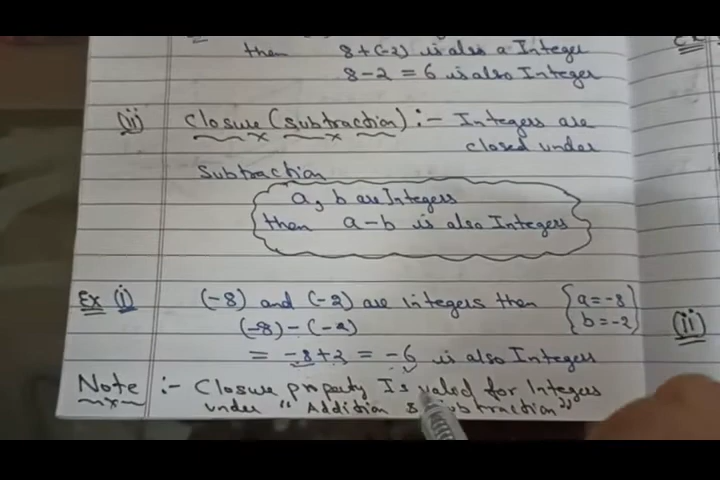 then 8+(-2) is also a Integer
8-2 = 6 is also Integer
(ii) Closure (Subtraction) :- Integers are
closed under
Subtraction
a, b are Integers
then a-b is also Integers
Ex (i) (-8) and (-2) are integers then {a=-8
b=-2}
(-8)-(-2)
= -8+2 = -6 is also Integers
(ii)
Note :- Closure property Is valed for Integers
under "Addition & Subtraction"